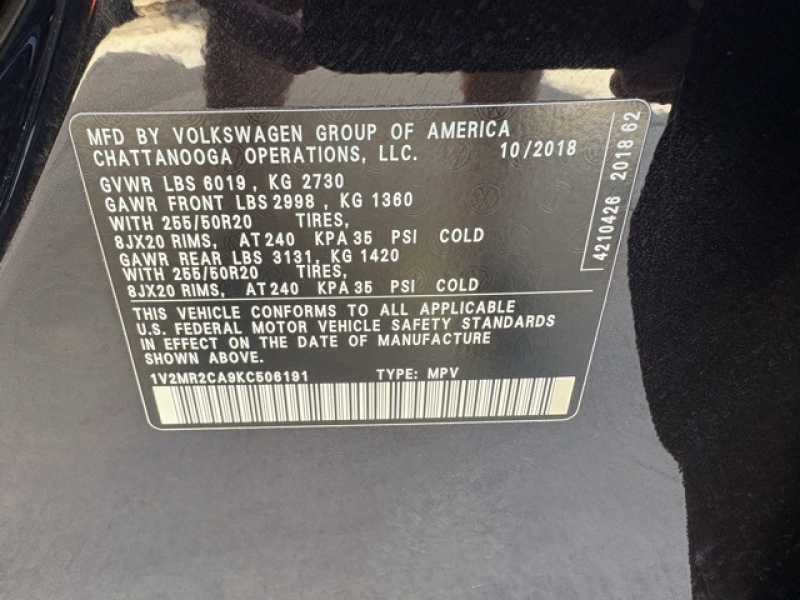 MFD BY VOLKSWAGEN GROUP OF AMERICA
CHATTANOOGA OPERATIONS, LLC. 10/2018
GVWR LBS 6019, KG 2730
GAWR FRONT LBS 2998, KG 1360
WITH 255/50R20 TIRES,
8JX20 RIMS, AT 240 KPA 35 PSI COLD
GAWR REAR LBS 3131, KG 1420
WITH 255/50R20 TIRES,
8JX20 RIMS, AT 240 KPA 35 PSI COLD
THIS VEHICLE CONFORMS TO ALL APPLICABLE
U.S. FEDERAL MOTOR VEHICLE SAFETY STANDARDS
IN EFFECT ON THE DATE OF MANUFACTURE
SHOWN ABOVE.
1V2MR2CA9KC506191 TYPE: MPV
4210426 2018 62